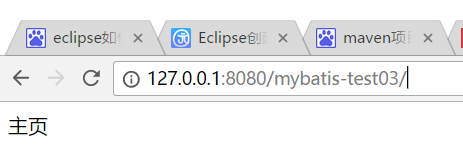 eclipse如
Eclipse创
maven项
127.0.0.1:8080/mybatis-test03/
主页